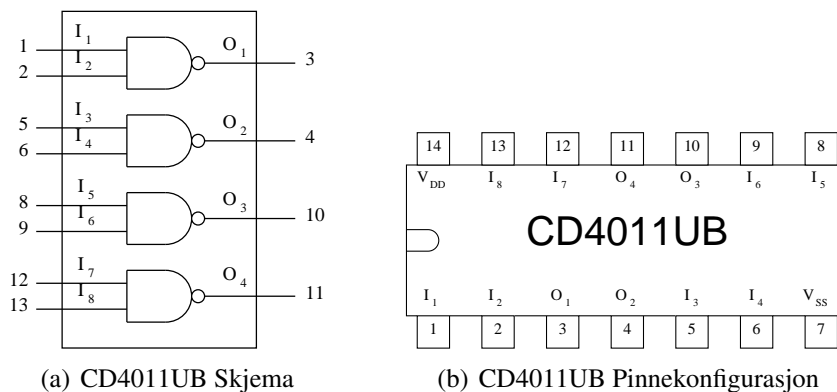 1 I₁ O₁ 3
2 I₂
5 I₃ O₂ 4
6 I₄
8 I₅ O₃ 10
9 I₆
12 I₇ O₄ 11
13 I₈
(a) CD4011UB Skjema
14 13 12 11 10 9 8
V_DD I₈ I₇ O₄ O₃ I₆ I₅
CD4011UB
I₁ I₂ O₁ O₂ I₃ I₄ V_SS
1 2 3 4 5 6 7
(b) CD4011UB Pinnekonfigurasjon